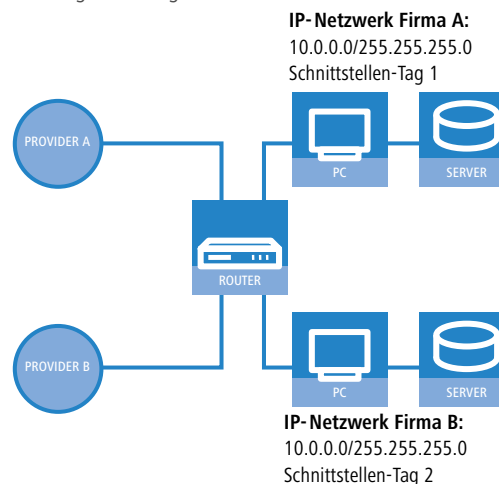 IP-Netzwerk Firma A:
10.0.0.0/255.255.255.0
Schnittstellen-Tag 1
PROVIDER A
PC
SERVER
ROUTER
PROVIDER B
PC
SERVER
IP-Netzwerk Firma B:
10.0.0.0/255.255.255.0
Schnittstellen-Tag 2